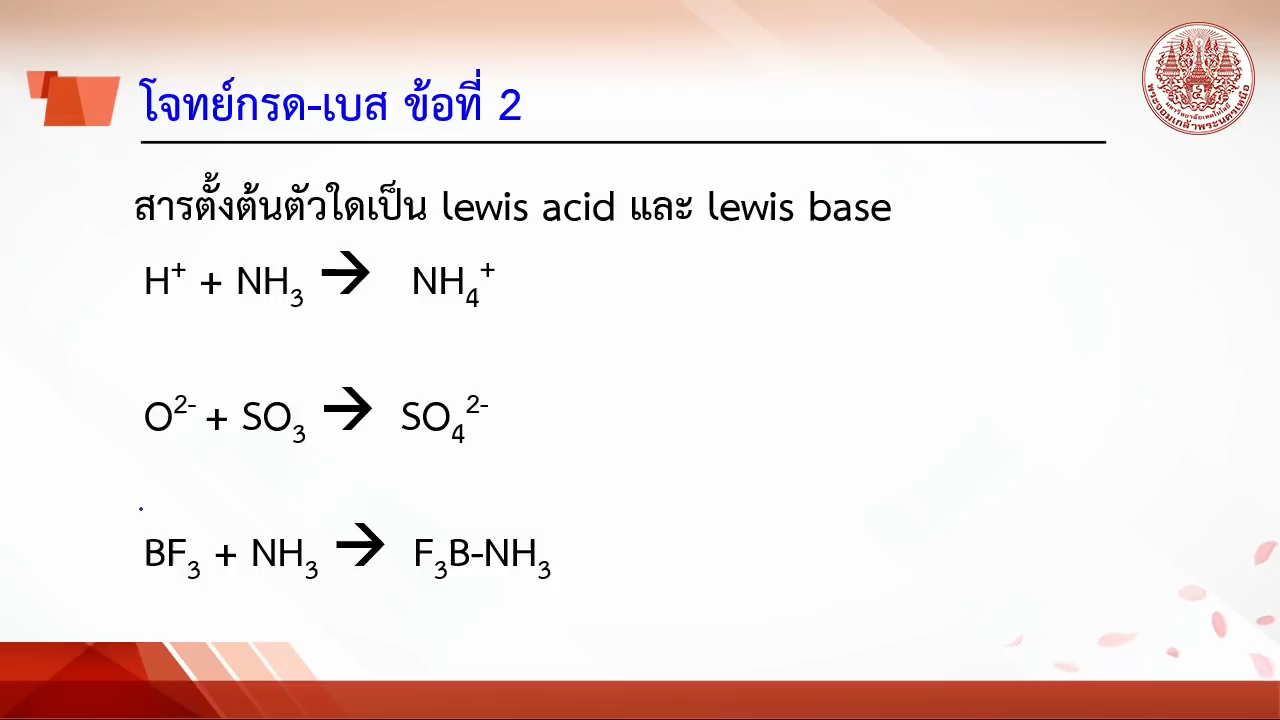 โจทย์กรด-เบส ข้อที่ 2
สารตั้งต้นตัวใดเป็น lewis acid และ lewis base
H⁺ + NH₃ → NH₄⁺
O²⁻ + SO₃ → SO₄²⁻
BF₃ + NH₃ → F₃B-NH₃